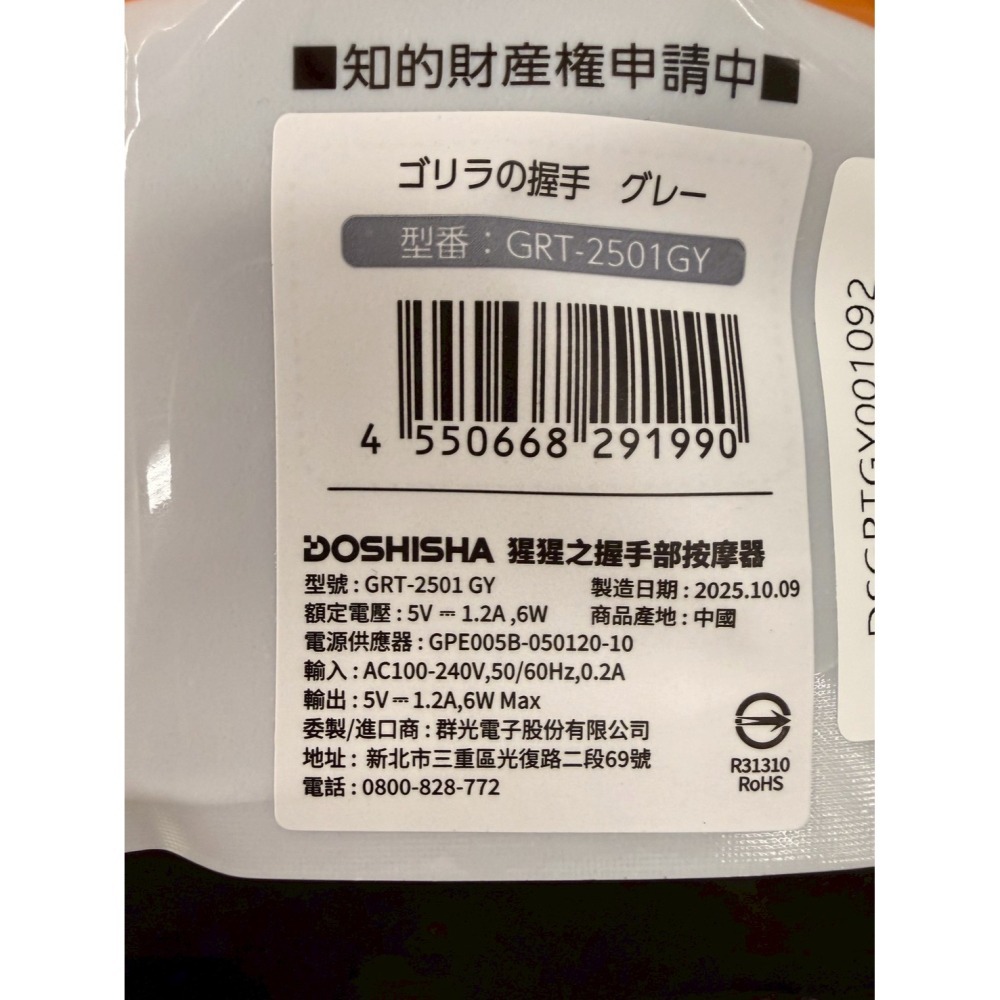 ■知的財産権申請中■
ゴリラの握手　グレー
型番：GRT-2501GY
4 550668 291990
DOSHISHA 猩猩之握手部按摩器
型號：GRT-2501 GY
製造日期：2025.10.09
額定電壓：5V⎓1.2A,6W
商品產地：中國
電源供應器：GPE005B-050120-10
輸入：AC100-240V,50/60Hz,0.2A
輸出：5V⎓1.2A,6W Max
委製/進口商：群光電子股份有限公司
地址：新北市三重區光復路二段69號
電話：0800-828-772
R31310
RoHS